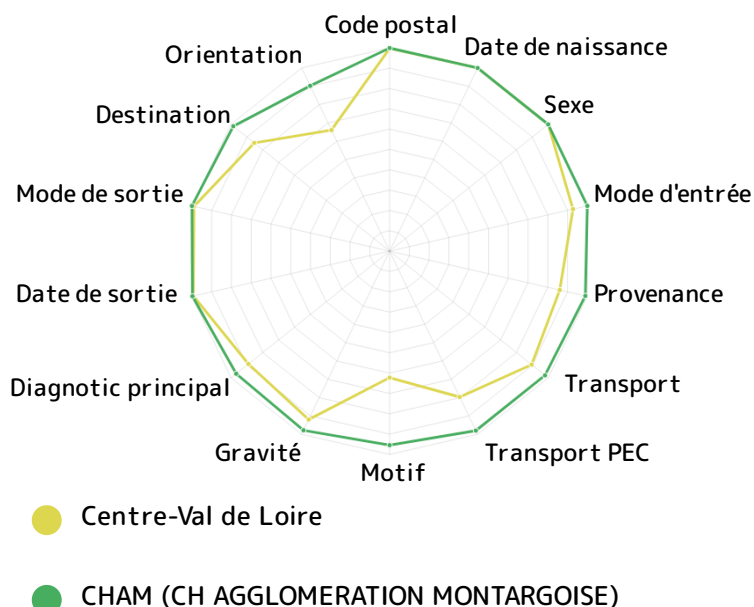 Code postal
Date de naissance
Sexe
Mode d'entrée
Provenance
Transport
Transport PEC
Motif
Gravité
Diagnotic principal
Date de sortie
Mode de sortie
Destination
Orientation
Centre-Val de Loire
CHAM (CH AGGLOMERATION MONTARGOISE)